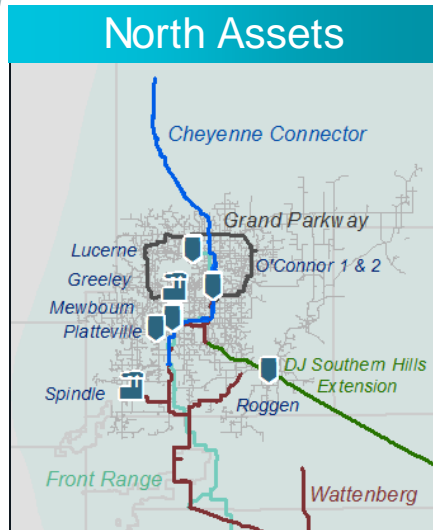 North Assets
Cheyenne Connector
Grand Parkway
Lucerne
Greeley
O'Connor 1 & 2
Mewbourn
Platteville
DJ Southern Hills
Extension
Spindle
Roggen
Front Range
Wattenberg